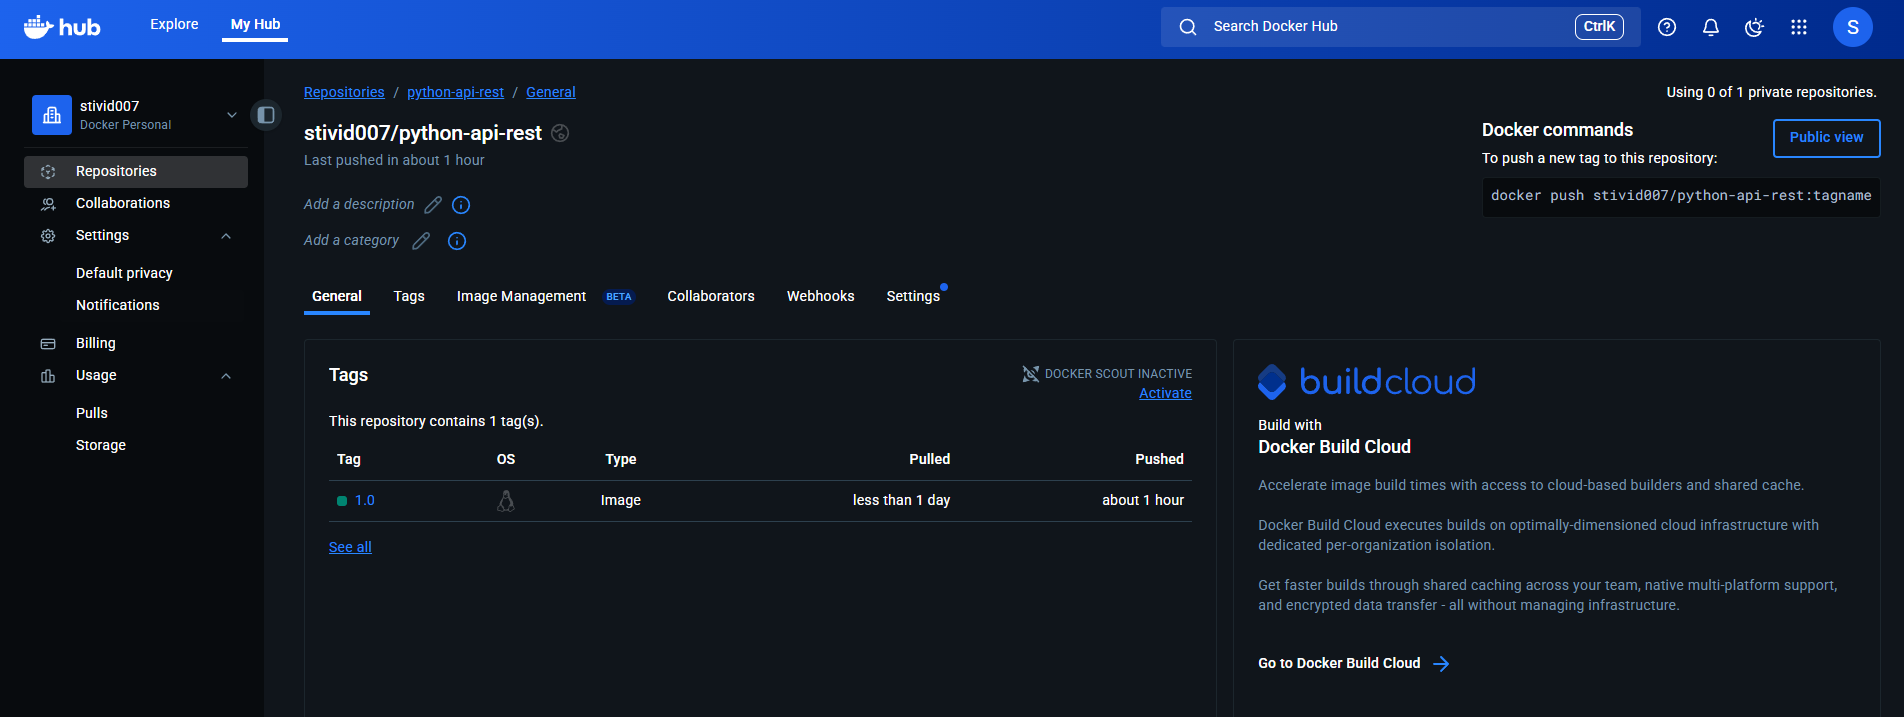 hub
Explore
My Hub
Search Docker Hub
CtrlK
S
stivid007
Docker Personal
Repositories
Collaborations
Settings
Default privacy
Notifications
Billing
Usage
Pulls
Storage
Repositories / python-api-rest / General
Using 0 of 1 private repositories.
stivid007/python-api-rest
Last pushed in about 1 hour
Add a description
Add a category
Docker commands
Public view
To push a new tag to this repository:
docker push stivid007/python-api-rest:tagname
General Tags Image Management BETA Collaborators Webhooks Settings
Tags
DOCKER SCOUT INACTIVE
Activate
This repository contains 1 tag(s).
Tag OS Type Pulled Pushed
1.0 Image less than 1 day about 1 hour
See all
buildcloud
Build with
Docker Build Cloud
Accelerate image build times with access to cloud-based builders and shared cache.
Docker Build Cloud executes builds on optimally-dimensioned cloud infrastructure with
dedicated per-organization isolation.
Get faster builds through shared caching across your team, native multi-platform support,
and encrypted data transfer - all without managing infrastructure.
Go to Docker Build Cloud